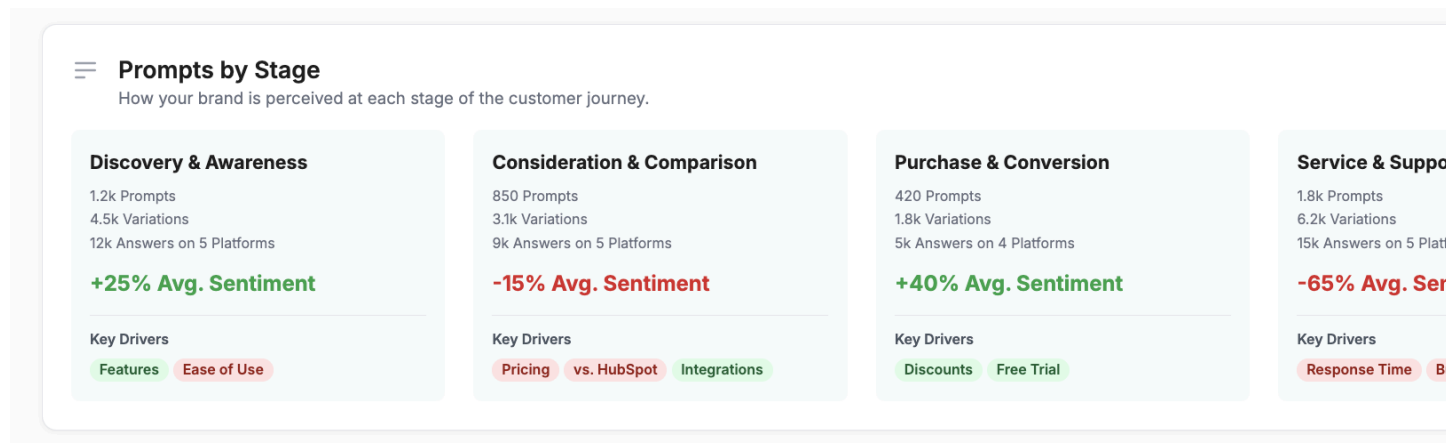 Prompts by Stage
How your brand is perceived at each stage of the customer journey.
Discovery & Awareness
1.2k Prompts
4.5k Variations
12k Answers on 5 Platforms
+25% Avg. Sentiment
Key Drivers
Features Ease of Use
Consideration & Comparison
850 Prompts
3.1k Variations
9k Answers on 5 Platforms
-15% Avg. Sentiment
Key Drivers
Pricing vs. HubSpot Integrations
Purchase & Conversion
420 Prompts
1.8k Variations
5k Answers on 4 Platforms
+40% Avg. Sentiment
Key Drivers
Discounts Free Trial
Service &
1.8k Prompts
6.2k Variations
15k Answers on 5
-65% Avg.
Key Drivers
Response Time